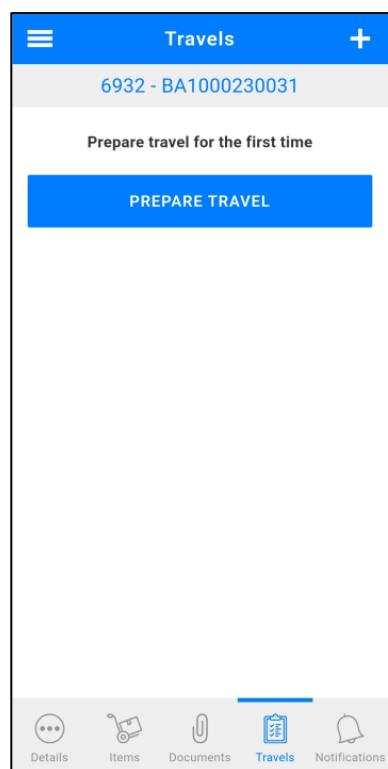 Travels
6932 - BA1000230031
Prepare travel for the first time
PREPARE TRAVEL
Details Items Documents Travels Notifications